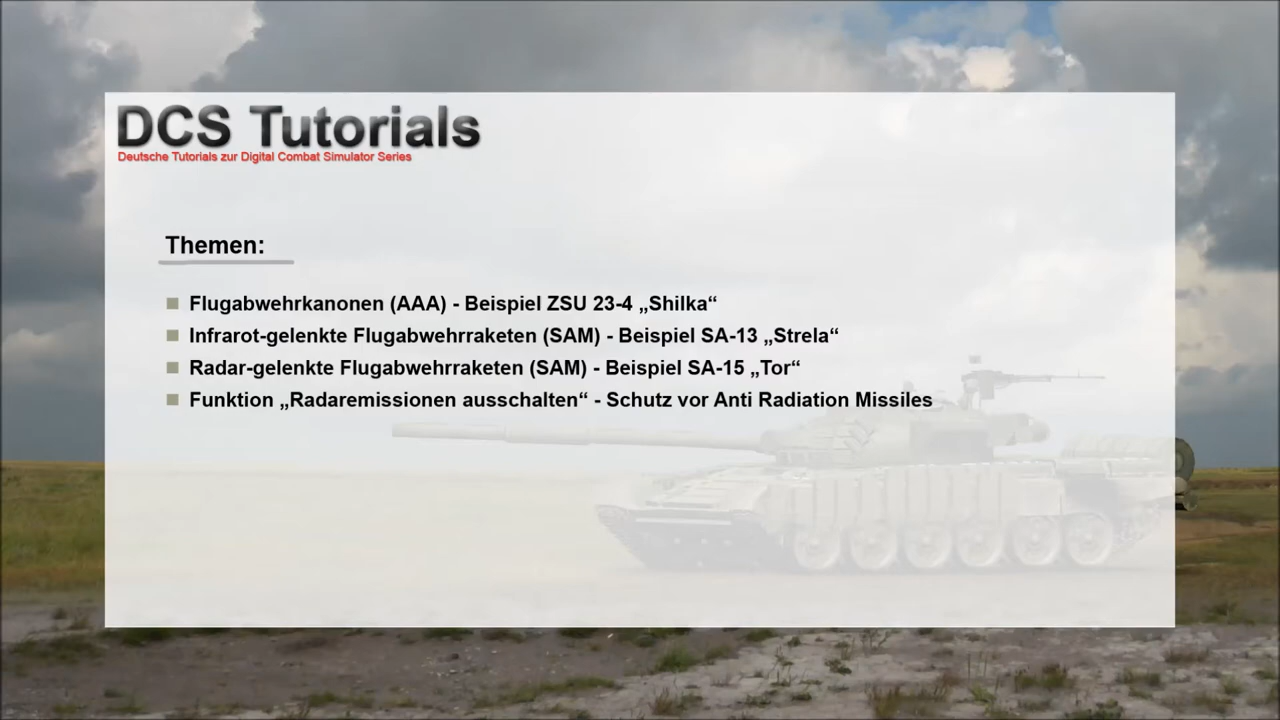 DCS Tutorials
Deutsche Tutorials zur Digital Combat Simulator Series
Themen:
Flugabwehrkanonen (AAA) - Beispiel ZSU 23-4 „Shilka“
Infrarot-gelenkte Flugabwehrraketen (SAM) - Beispiel SA-13 „Strela“
Radar-gelenkte Flugabwehrraketen (SAM) - Beispiel SA-15 „Tor“
Funktion „Radaremissionen ausschalten“ - Schutz vor Anti Radiation Missiles